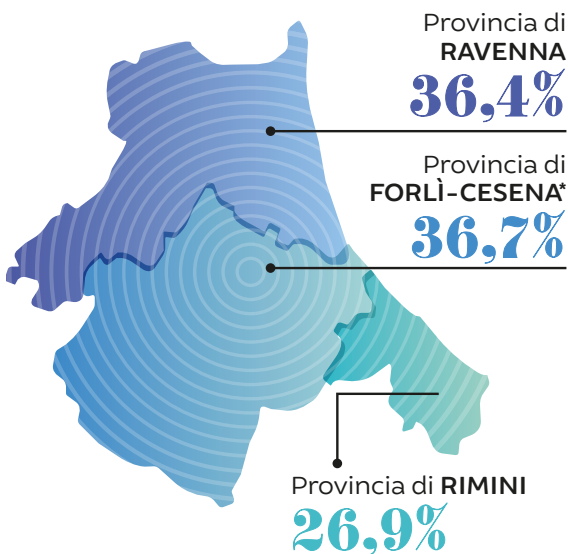 Provincia di
RAVENNA
36,4%
Provincia di
FORLÌ-CESENA*
36,7%
Provincia di RIMINI
26,9%